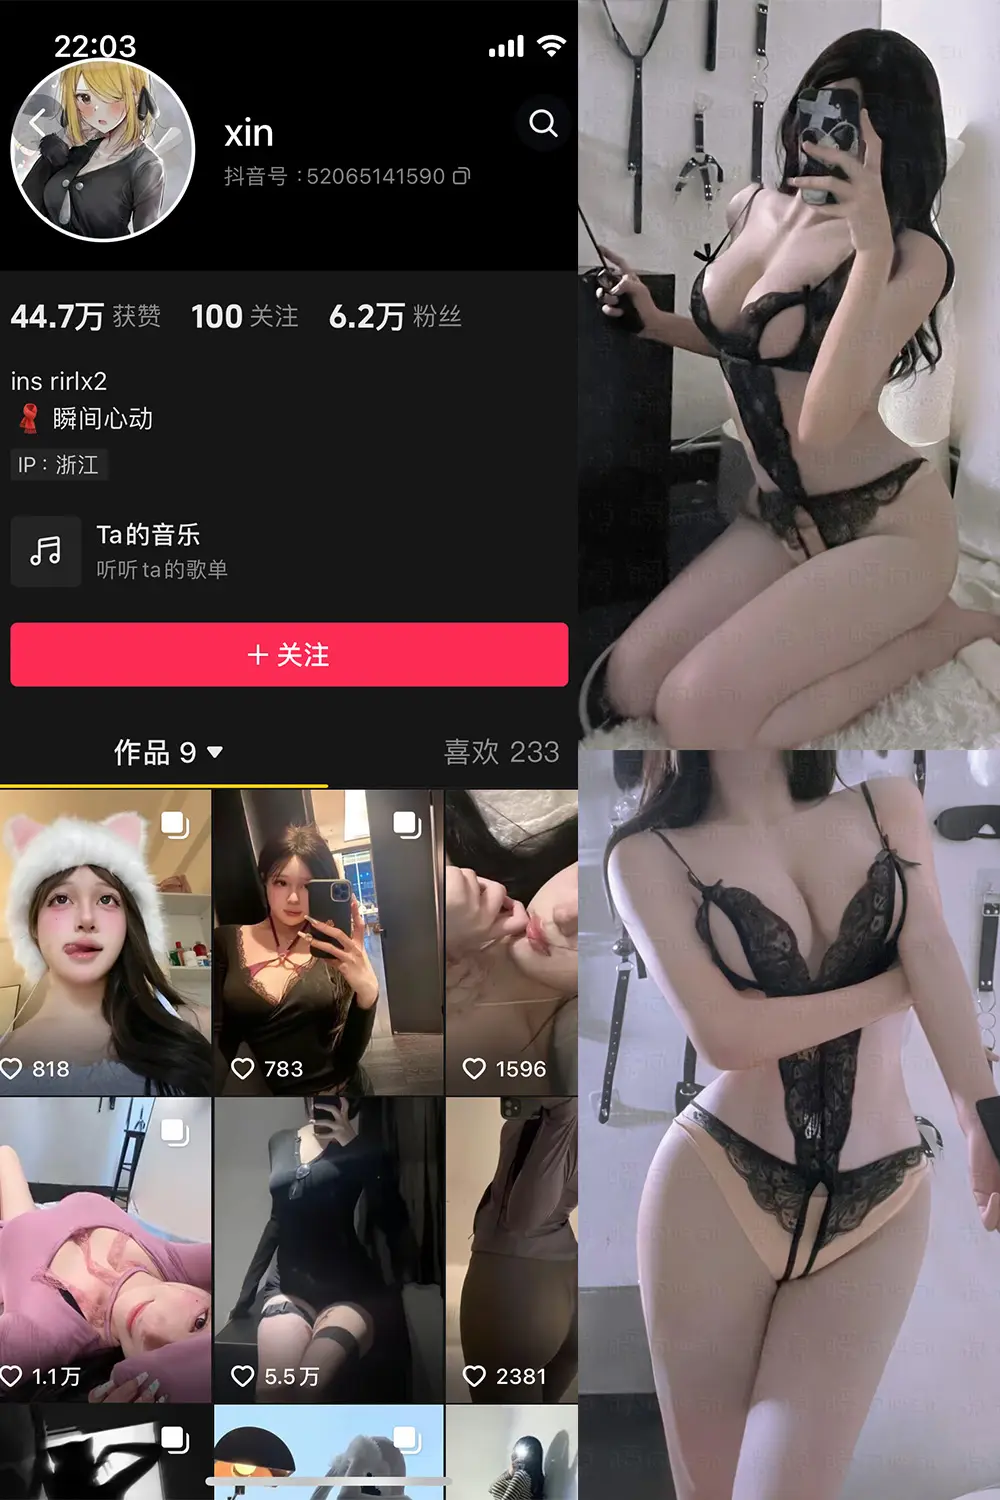 22:03
xin
抖音号：52065141590
44.7万 获赞 100 关注 6.2万 粉丝
ins rirlx2
瞬间心动
IP：浙江
Ta的音乐
听听ta的歌单
+ 关注
作品 9 喜欢 233
818 783 1596
1.1万 5.5万 2381